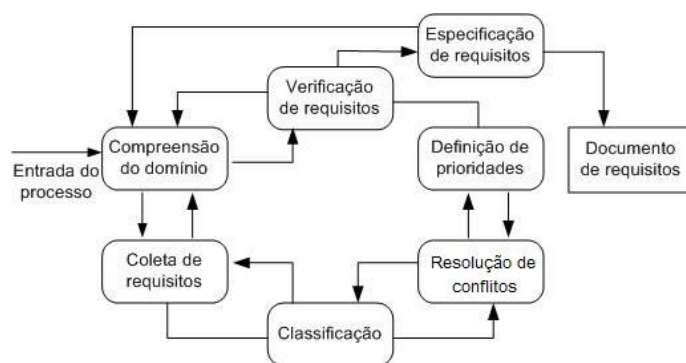 Especificação
de requisitos
Verificação
de requisitos
Compreensão
do domínio
Definição de
prioridades
Documento
de requisitos
Entrada do
processo
Coleta de
requisitos
Resolução de
conflitos
Classificação